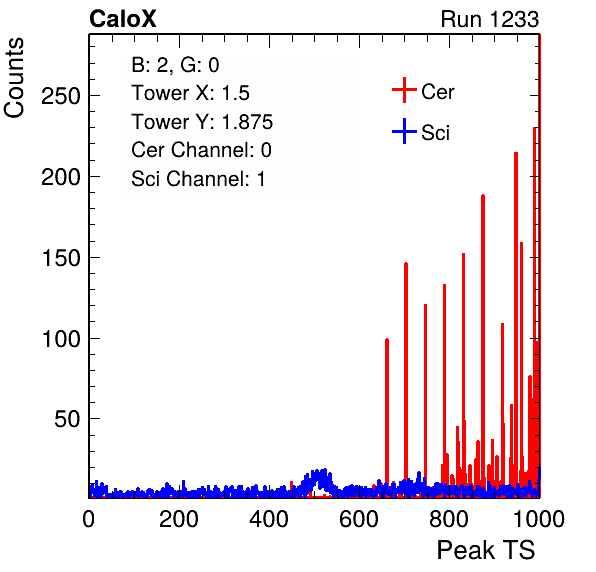 CaloX Run 1233
Counts
B: 2, G: 0
Tower X: 1.5
Tower Y: 1.875
Cer Channel: 0
Sci Channel: 1
Cer
Sci
250
200
150
100
50
0 200 400 600 800 1000
Peak TS